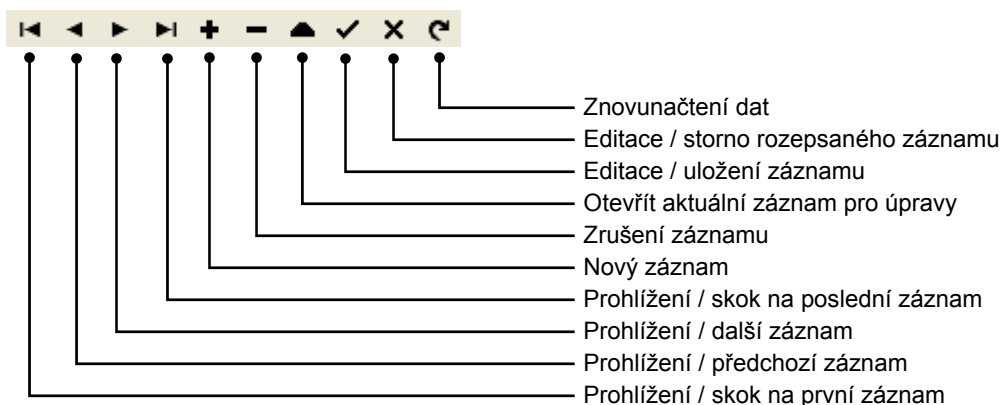 Znovunačtení dat
Editace / storno rozepsaného záznamu
Editace / uložení záznamu
Otevřít aktuální záznam pro úpravy
Zrušení záznamu
Nový záznam
Prohlížení / skok na poslední záznam
Prohlížení / další záznam
Prohlížení / předchozí záznam
Prohlížení / skok na první záznam